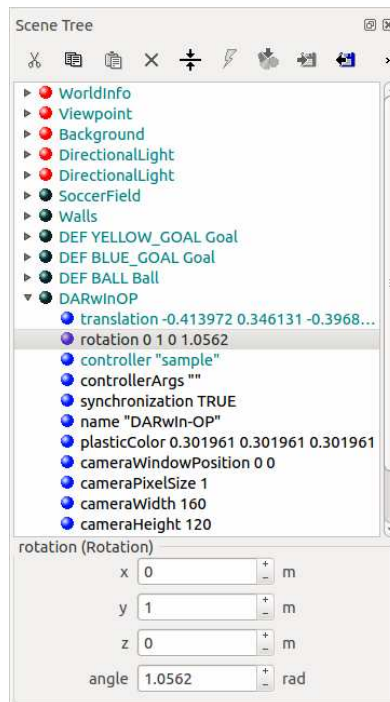 Scene Tree
WorldInfo
Viewpoint
Background
DirectionalLight
DirectionalLight
SoccerField
Walls
DEF YELLOW_GOAL Goal
DEF BLUE_GOAL Goal
DEF BALL Ball
DARwInOP
translation -0.413972 0.346131 -0.3968...
rotation 0 1 0 1.0562
controller "sample"
controllerArgs ""
synchronization TRUE
name "DARwIn-OP"
plasticColor 0.301961 0.301961 0.301961
cameraWindowPosition 0 0
cameraPixelSize 1
cameraWidth 160
cameraHeight 120
rotation (Rotation)
x 0 m
y 1 m
z 0 m
angle 1.0562 rad